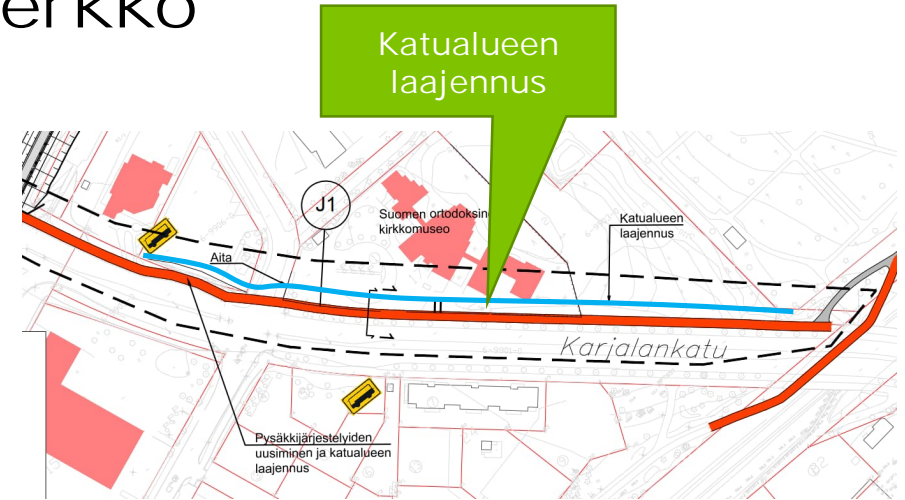 erkko
Katualueen
laajennus
J1
Suomen ortodoksin
kirkkomuseo
Katualueen
laajennus
Aita
Karjalankatu
Pysäkkijärjestelyiden
uusiminen ja katualueen
laajennus